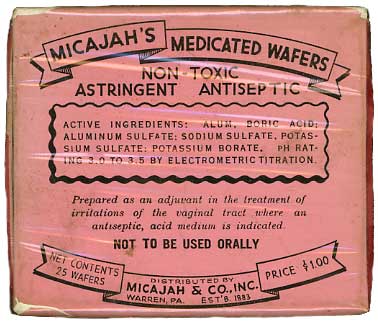 MICAJAH'S MEDICATED WAFERS
NON-TOXIC
ASTRINGENT ANTISEPTIC
ACTIVE INGREDIENTS: ALUM, BORIC ACID;
ALUMINUM SULFATE; SODIUM SULFATE, POTAS-
SIUM SULFATE; POTASSIUM BORATE. PH RAT-
ING 3.0 TO 3.5 BY ELECTROMETRIC TITRATION.
Prepared as an adjuvant in the treatment of
irritations of the vaginal tract where an
antiseptic, acid medium is indicated.
NOT TO BE USED ORALLY
NET CONTENTS
25 WAFERS
DISTRIBUTED BY
MICAJAH & CO., INC.
WARREN, PA. EST'B. 1883
PRICE $1.00